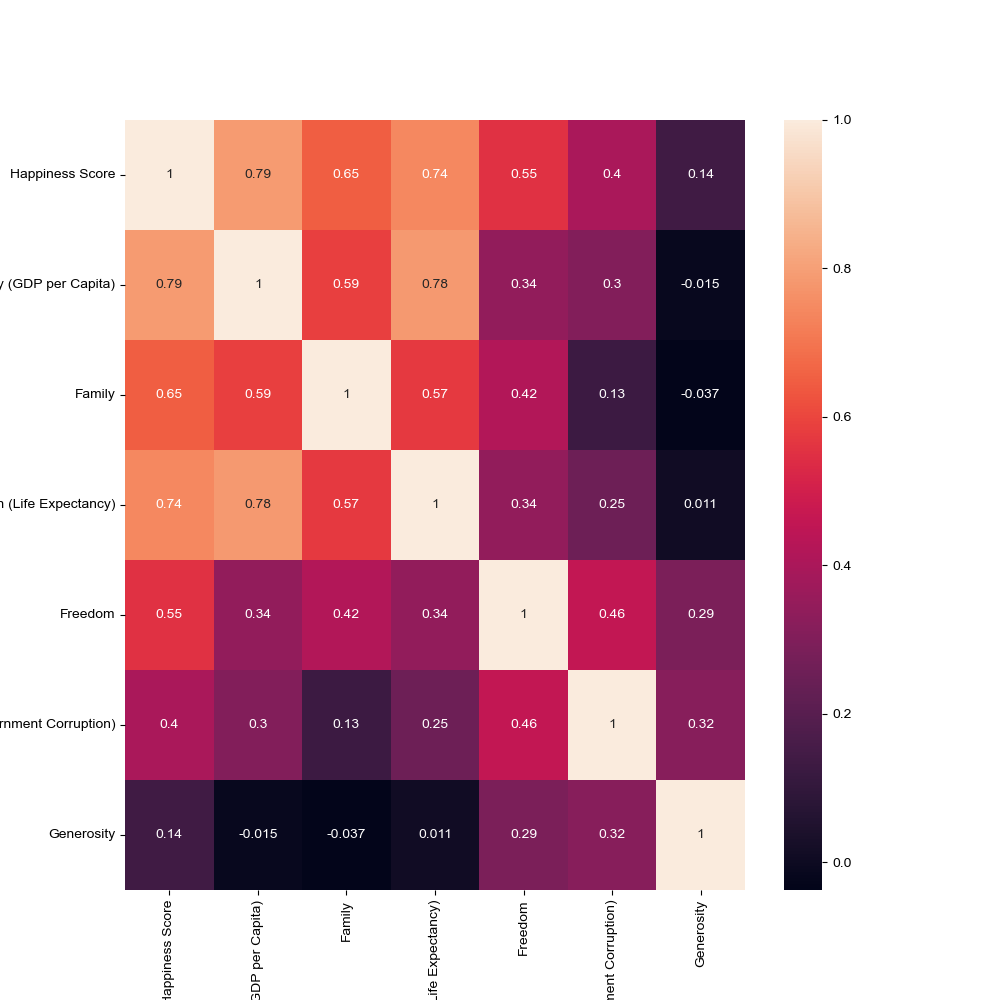 1.0
Happiness Score 1 0.79 0.65 0.74 0.55 0.4 0.14
0.8
(GDP per Capita) 0.79 1 0.59 0.78 0.34 0.3 -0.015
Family 0.65 0.59 1 0.57 0.42 0.13 -0.037
0.6
(Life Expectancy) 0.74 0.78 0.57 1 0.34 0.25 0.011
0.4
Freedom 0.55 0.34 0.42 0.34 1 0.46 0.29
0.2
Corruption) 0.4 0.3 0.13 0.25 0.46 1 0.32
Generosity 0.14 -0.015 -0.037 0.011 0.29 0.32 1
0.0
Happiness Score
GDP per Capita)
Family
Life Expectancy)
Freedom
Corruption)
Generosity